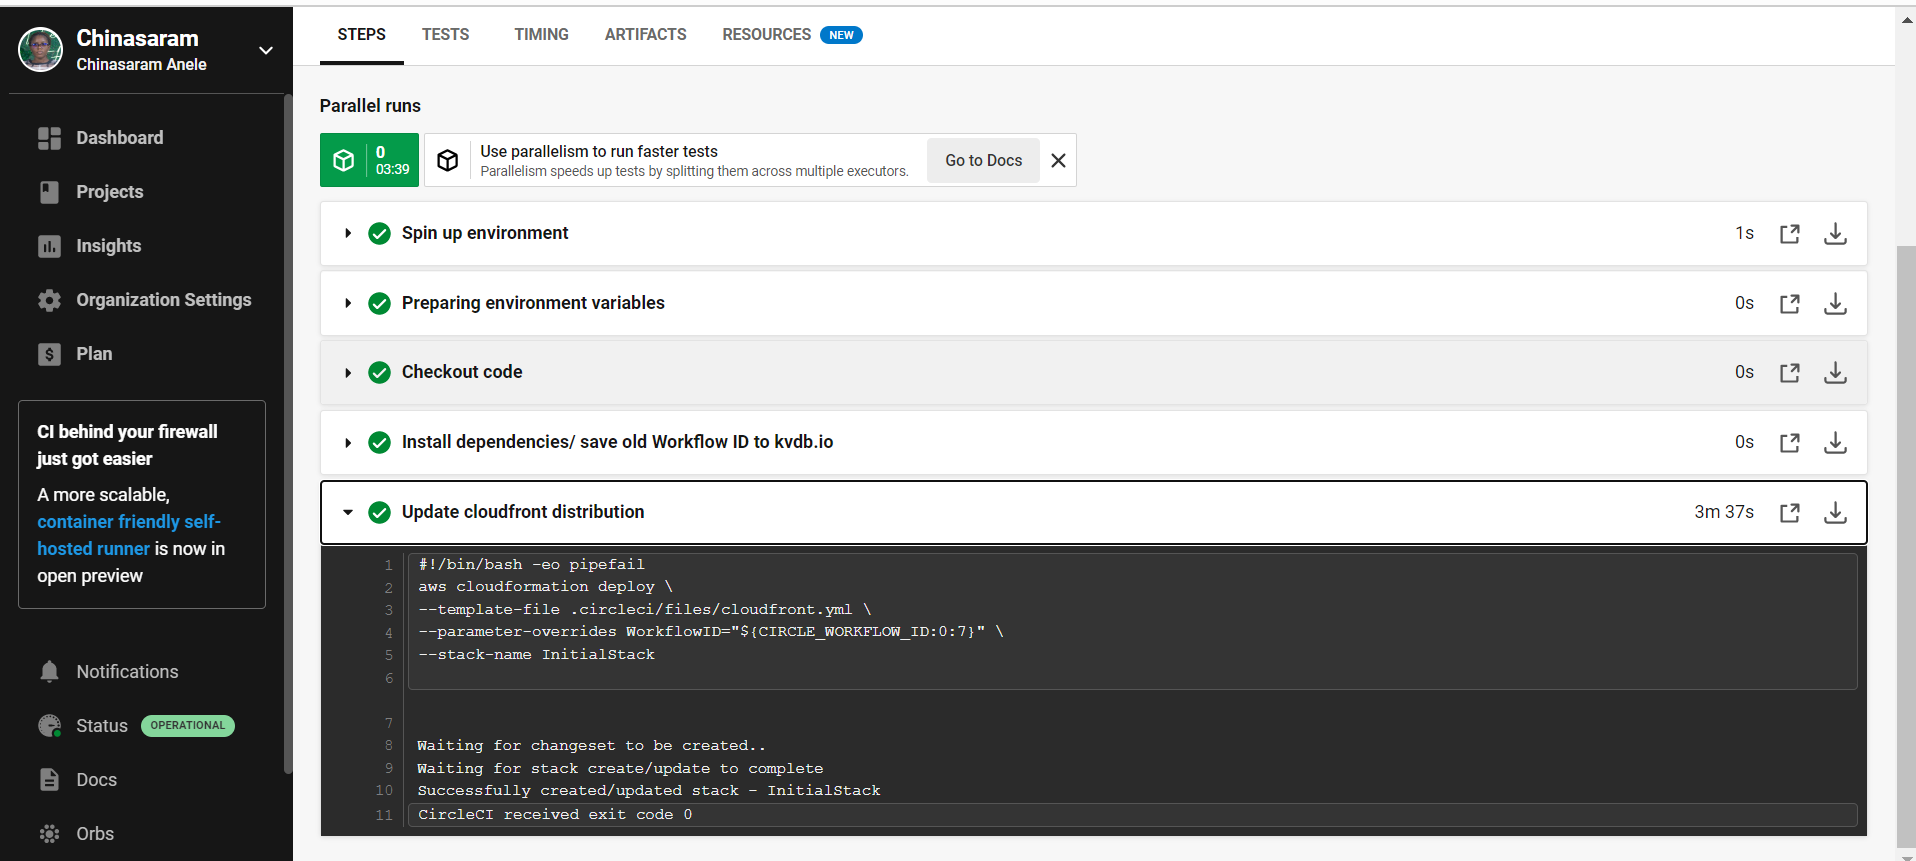 Chinasaram
Chinasaram Anele
Dashboard
Projects
Insights
Organization Settings
Plan
CI behind your firewall
just got easier
A more scalable,
container friendly self-
hosted runner is now in
open preview
Notifications
Status OPERATIONAL
Docs
Orbs
STEPS TESTS TIMING ARTIFACTS RESOURCES NEW
Parallel runs
0
03:39
Use parallelism to run faster tests
Parallelism speeds up tests by splitting them across multiple executors.
Go to Docs
Spin up environment 1s
Preparing environment variables 0s
Checkout code 0s
Install dependencies/ save old Workflow ID to kvdb.io 0s
Update cloudfront distribution 3m 37s
1 #!/bin/bash -eo pipefail
2 aws cloudformation deploy \
3 --template-file .circleci/files/cloudfront.yml \
4 --parameter-overrides WorkflowID="${CIRCLE_WORKFLOW_ID:0:7}" \
5 --stack-name InitialStack
6
7
8 Waiting for changeset to be created..
9 Waiting for stack create/update to complete
10 Successfully created/updated stack - InitialStack
11 CircleCI received exit code 0